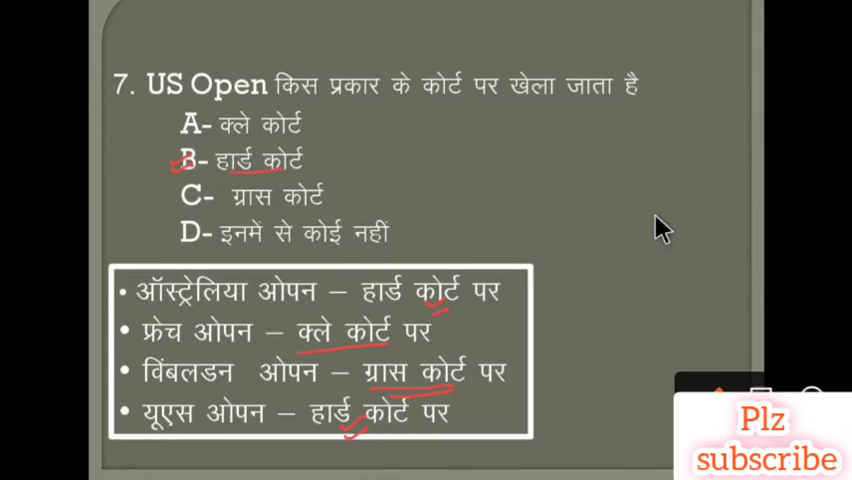 7. US Open किस प्रकार के कोर्ट पर खेला जाता है
A- क्ले कोर्ट
B- हार्ड कोर्ट
C- ग्रास कोर्ट
D- इनमें से कोई नहीं
• ऑस्ट्रेलिया ओपन – हार्ड कोर्ट पर
• फ्रेच ओपन – क्ले कोर्ट पर
• विंबलडन ओपन – ग्रास कोर्ट पर
• यूएस ओपन – हार्ड कोर्ट पर
Plz
subscribe